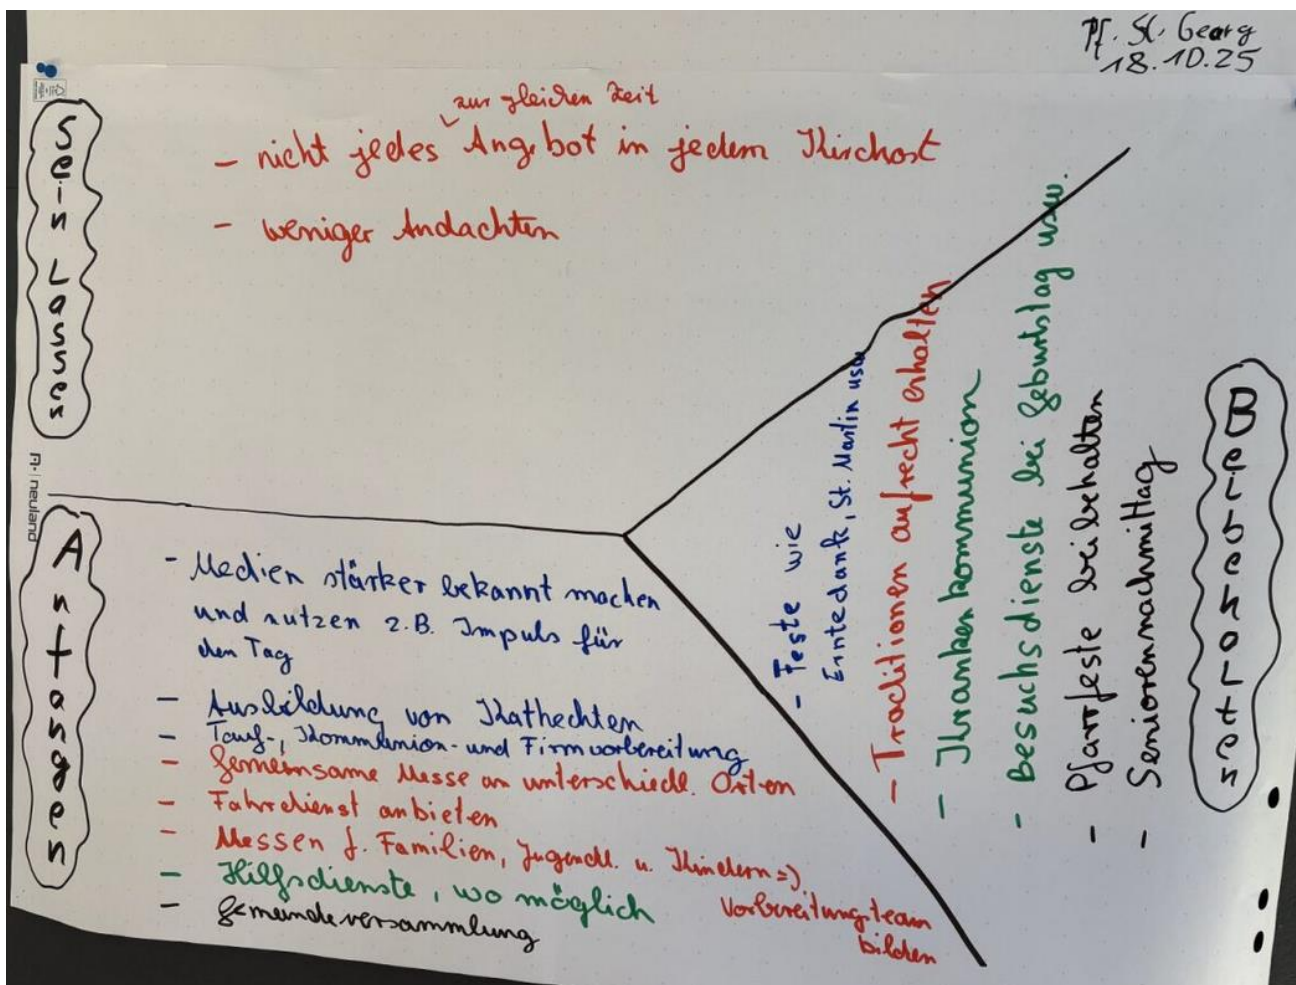 Pf. St. Georg
18.10.25
Sein Lassen
zur gleichen Zeit
- nicht jedes Angebot in jedem Kirchort
- weniger Andachten
neuland
Anfangen
- Medien stärker bekannt machen
und nutzen z.B. Impuls für
den Tag
- Ausbildung von Kathechten
- Tauf-, Kommunion- und Firmvorbereitung
- Gemeinsame Messe an unterschiedl. Orten
- Fahrdienst anbieten
- Messen f. Familien, Jugendl. u. Kindern =)
Vorbereitungsteam
bilden
- Hilfsdienste, wo möglich
- Gemeindeversammlung
Beibehalten
- Feste wie
Erntedank, St. Martin usw
- Traditionen aufrecht erhalten
- Krankenkommunion
- Besuchsdienste bei Geburtstag usw.
- Pfarrfeste beibehalten
- Seniorennachmittag